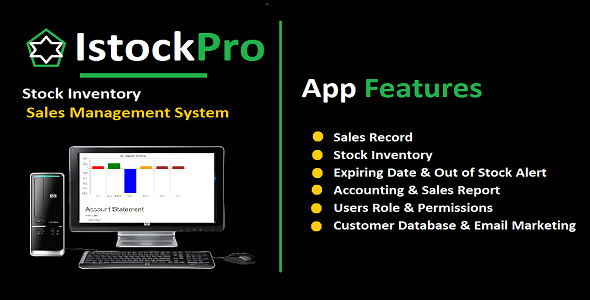 IstockPro
Stock Inventory
Sales Management System
Account Statement
App Features
Sales Record
Stock Inventory
Expiring Date & Out of Stock Alert
Accounting & Sales Report
Users Role & Permissions
Customer Database & Email Marketing